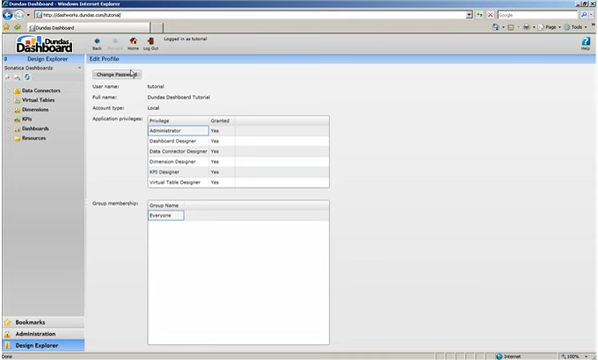 Dundas Dashboard - Windows Internet Explorer
http://dashworks.dundas.com/tutorial/
Google
Dundas Dashboard
Page
Tools
Dundas
Dashboard
Back
Home
Log Out
Logged in as tutorial
Help
Design Explorer
Edit Profile
Change Password
User name: tutorial
Full name: Dundas Dashboard Tutorial
Account type: Local
Application privileges:
Privilege Granted
Administrator Yes
Dashboard Designer Yes
Data Connector Designer Yes
Dimension Designer Yes
KPI Designer Yes
Virtual Table Designer Yes
Group membership:
Group Name
Everyone
Data Connectors
Virtual Tables
Dimensions
KPIs
Dashboards
Resources
Bookmarks
Administration
Design Explorer
Done
Internet
100%